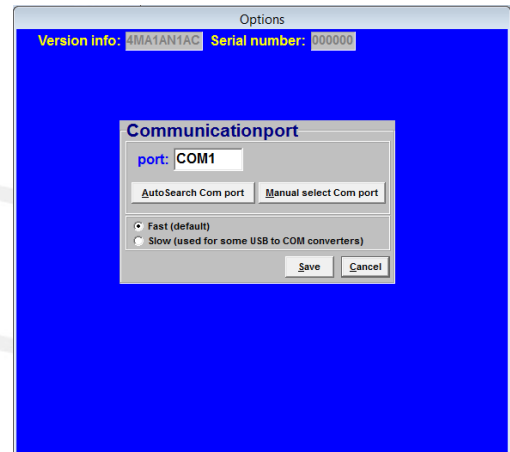 Options
Version info: 4MA1AN1AC Serial number: 000000
Communicationport
port: COM1
AutoSearch Com port Manual select Com port
Fast (default)
Slow (used for some USB to COM converters)
Save Cancel